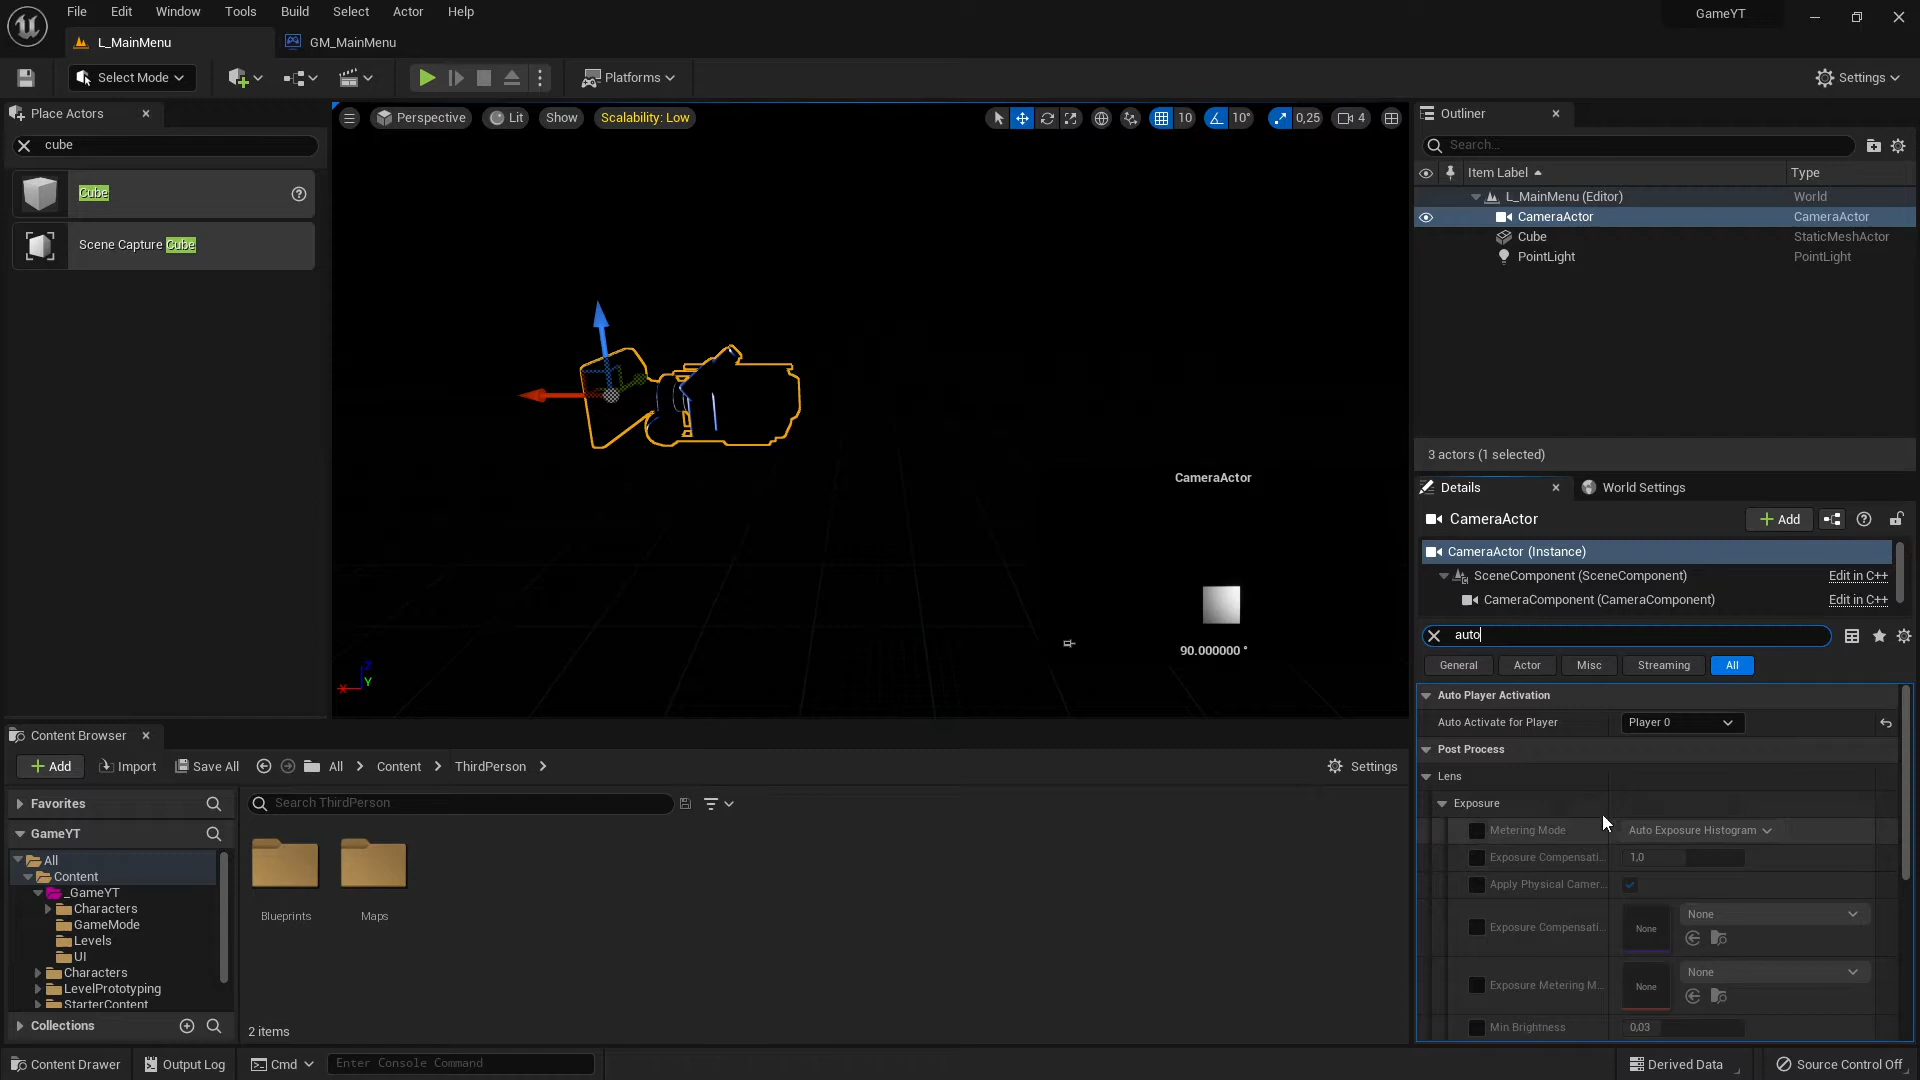 File Edit Window Tools Build Select Actor Help
GameYT
L_MainMenu
GM_MainMenu
Select Mode
Platforms
Settings
Place Actors
cube
Cube
Scene Capture Cube
Perspective Lit Show Scalability: Low
10 10° 0,25 4
CameraActor
90.000000 °
X Z Y
Outliner
Search...
Item Label Type
L_MainMenu (Editor) World
CameraActor CameraActor
Cube StaticMeshActor
PointLight PointLight
3 actors (1 selected)
Details
World Settings
CameraActor
Add
CameraActor (Instance)
SceneComponent (SceneComponent) Edit in C++
CameraComponent (CameraComponent) Edit in C++
auto
General Actor Misc Streaming All
Auto Player Activation
Auto Activate for Player Player 0
Post Process
Lens
Exposure
Metering Mode Auto Exposure Histogram
Exposure Compensati... 1,0
Apply Physical Camer...
Exposure Compensati... None None
Exposure Metering M... None None
Min Brightness 0,03
Content Browser
Add Import Save All All Content ThirdPerson Settings
Favorites
Search ThirdPerson
GameYT
All
Content
_GameYT
Characters
GameMode
Levels
UI
Characters
LevelPrototyping
StarterContent
Collections
Blueprints
Maps
2 items
Content Drawer Output Log Cmd Enter Console Command Derived Data Source Control Off